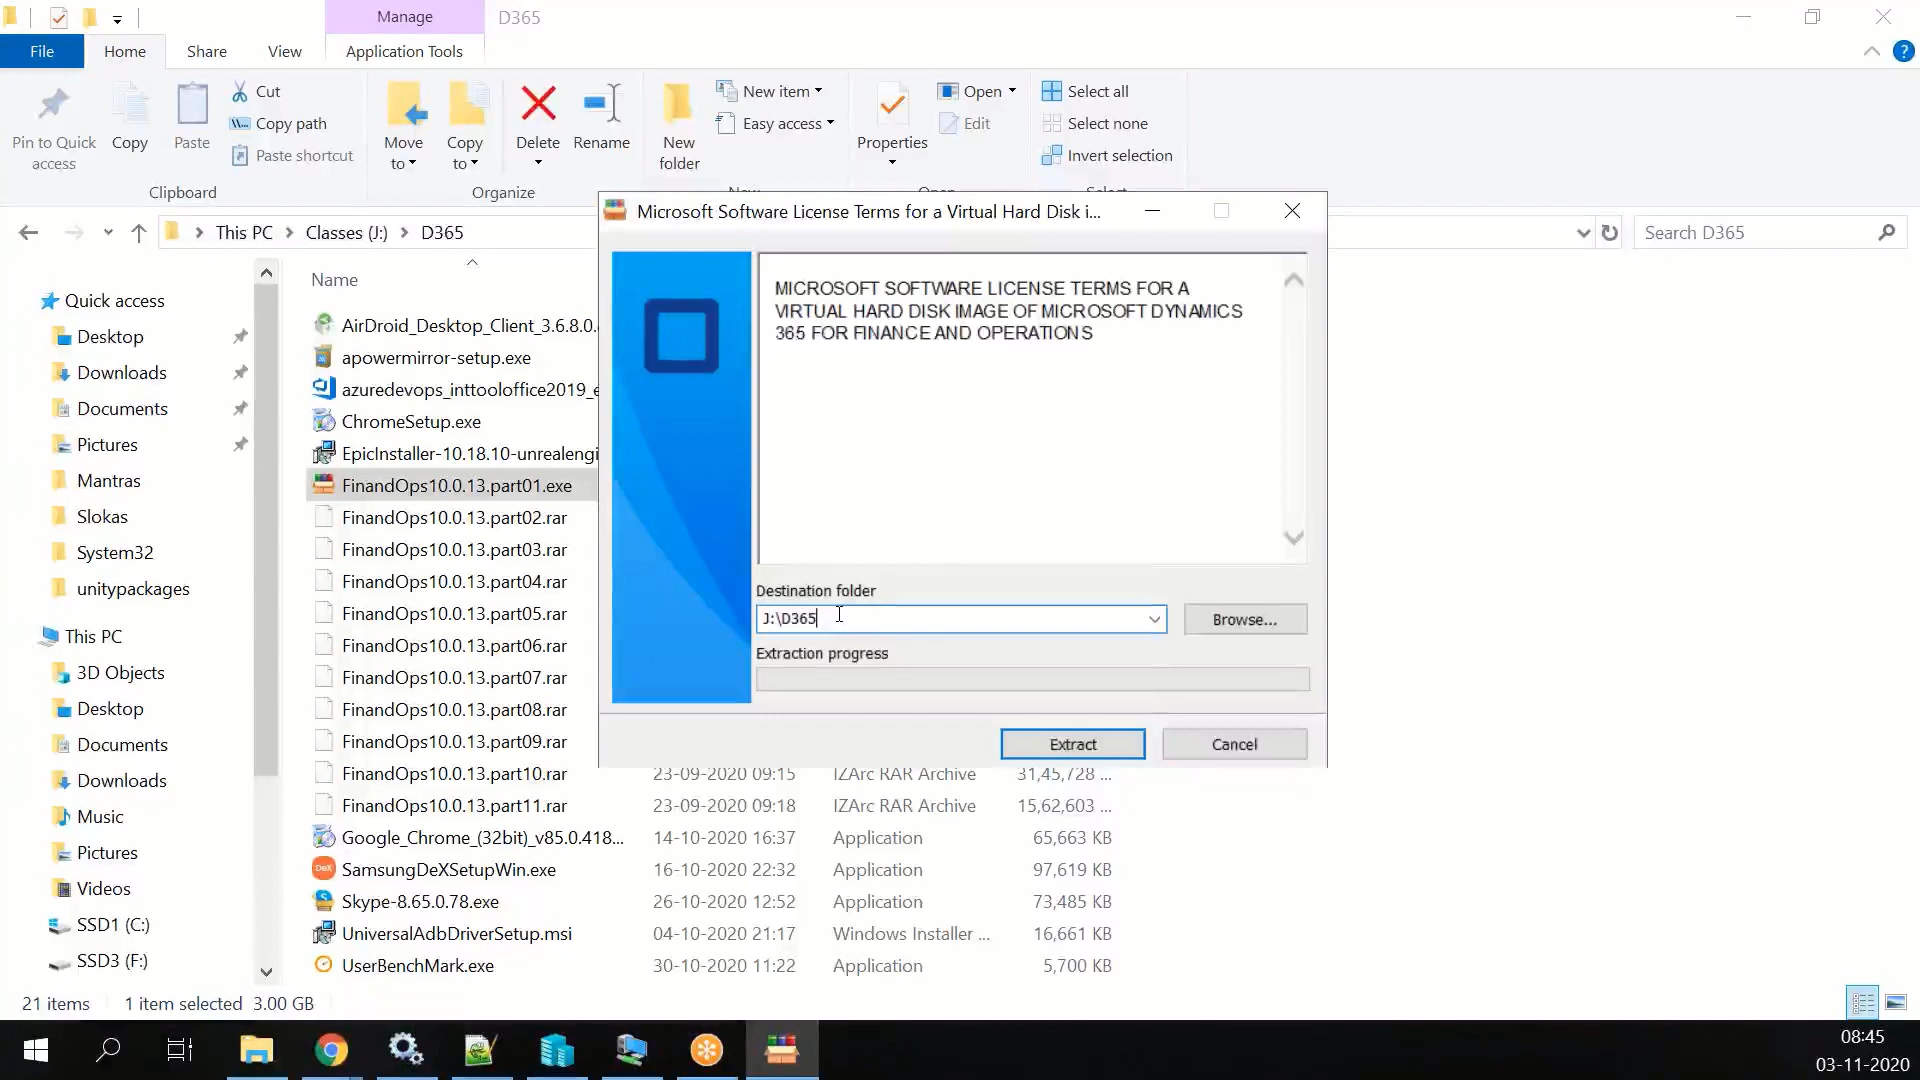 Manage
D365
File
Home
Share
View
Application Tools
Pin to Quick access
Copy
Paste
Cut
Copy path
Paste shortcut
Clipboard
Move to
Copy to
Delete
Rename
Organize
New folder
New item
Easy access
Properties
Open
Edit
Select all
Select none
Invert selection
This PC
Classes (J:)
D365
Search D365
Quick access
Desktop
Downloads
Documents
Pictures
Mantras
Slokas
System32
unitypackages
This PC
3D Objects
Desktop
Documents
Downloads
Music
Pictures
Videos
SSD1 (C:)
SSD3 (F:)
Name
AirDroid_Desktop_Client_3.6.8.0.
apowermirror-setup.exe
azuredevops_inttooloffice2019_e
ChromeSetup.exe
EpicInstaller-10.18.10-unrealengi
FinandOps10.0.13.part01.exe
FinandOps10.0.13.part02.rar
FinandOps10.0.13.part03.rar
FinandOps10.0.13.part04.rar
FinandOps10.0.13.part05.rar
FinandOps10.0.13.part06.rar
FinandOps10.0.13.part07.rar
FinandOps10.0.13.part08.rar
FinandOps10.0.13.part09.rar
FinandOps10.0.13.part10.rar 23-09-2020 09:15 IZArc RAR Archive 31,45,728 ...
FinandOps10.0.13.part11.rar 23-09-2020 09:18 IZArc RAR Archive 15,62,603 ...
Google_Chrome_(32bit)_v85.0.418... 14-10-2020 16:37 Application 65,663 KB
SamsungDeXSetupWin.exe 16-10-2020 22:32 Application 97,619 KB
Skype-8.65.0.78.exe 26-10-2020 12:52 Application 73,485 KB
UniversalAdbDriverSetup.msi 04-10-2020 21:17 Windows Installer ... 16,661 KB
UserBenchMark.exe 30-10-2020 11:22 Application 5,700 KB
Microsoft Software License Terms for a Virtual Hard Disk i...
MICROSOFT SOFTWARE LICENSE TERMS FOR A
VIRTUAL HARD DISK IMAGE OF MICROSOFT DYNAMICS
365 FOR FINANCE AND OPERATIONS
Destination folder
J:\D365
Browse...
Extraction progress
Extract
Cancel
21 items
1 item selected 3.00 GB
08:45
03-11-2020